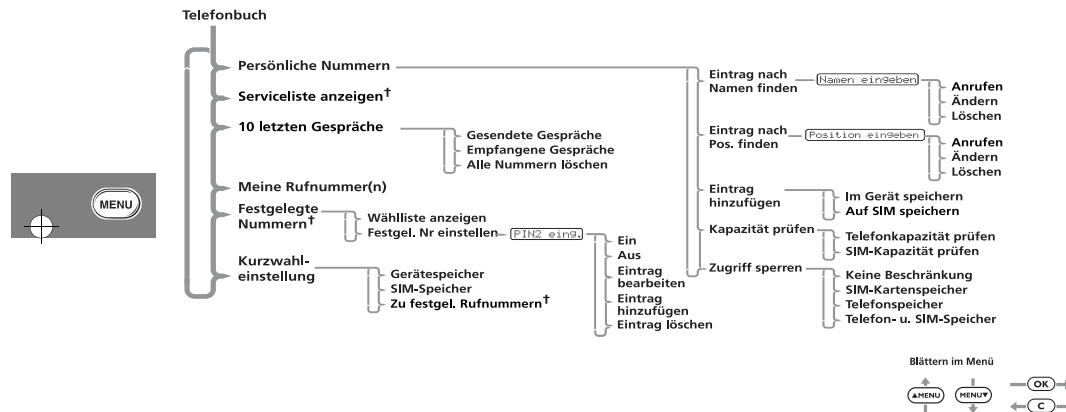 Telefonbuch
Persönliche Nummern
Serviceliste anzeigen†
10 letzten Gespräche
Gesendete Gespräche
Empfangene Gespräche
Alle Nummern löschen
Meine Rufnummer(n)
Festgelegte
Nummern†
Wählliste anzeigen
Festgel. Nr einstellen
PIN2 eing.
Ein
Aus
Eintrag
bearbeiten
Eintrag
hinzufügen
Eintrag löschen
Kurzwahl-
einstellung
Gerätespeicher
SIM-Speicher
Zu festgel. Rufnummern†
Eintrag nach
Namen finden
Namen eingeben
Anrufen
Ändern
Löschen
Eintrag nach
Pos. finden
Position eingeben
Anrufen
Ändern
Löschen
Eintrag
hinzufügen
Im Gerät speichern
Auf SIM speichern
Kapazität prüfen
Telefonkapazität prüfen
SIM-Kapazität prüfen
Zugriff sperren
Keine Beschränkung
SIM-Kartenspeicher
Telefonspeicher
Telefon- u. SIM-Speicher
MENU
Blättern im Menü
▲MENU
MENU▼
OK
C